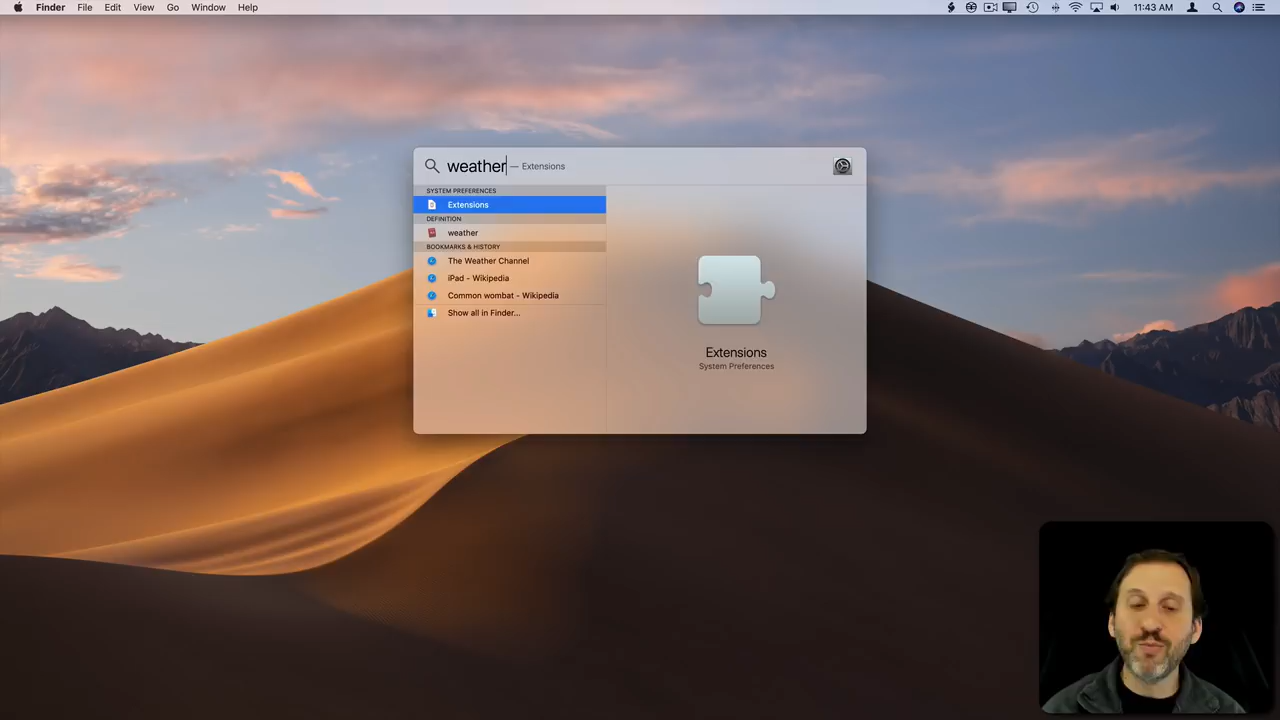 Finder File Edit View Go Window Help 11:43 AM
weather — Extensions
SYSTEM PREFERENCES
Extensions
DEFINITION
weather
BOOKMARKS & HISTORY
The Weather Channel
iPad - Wikipedia
Common wombat - Wikipedia
Show all in Finder...
Extensions
System Preferences